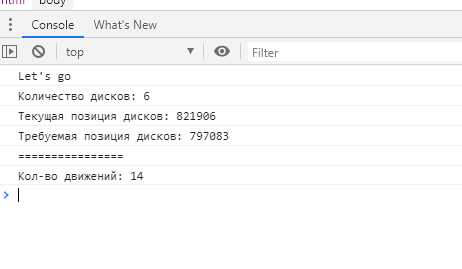 html body
Console What's New
top Filter
Let's go
Количество дисков: 6
Текущая позиция дисков: 821906
Требуемая позиция дисков: 797083
================
Кол-во движений: 14